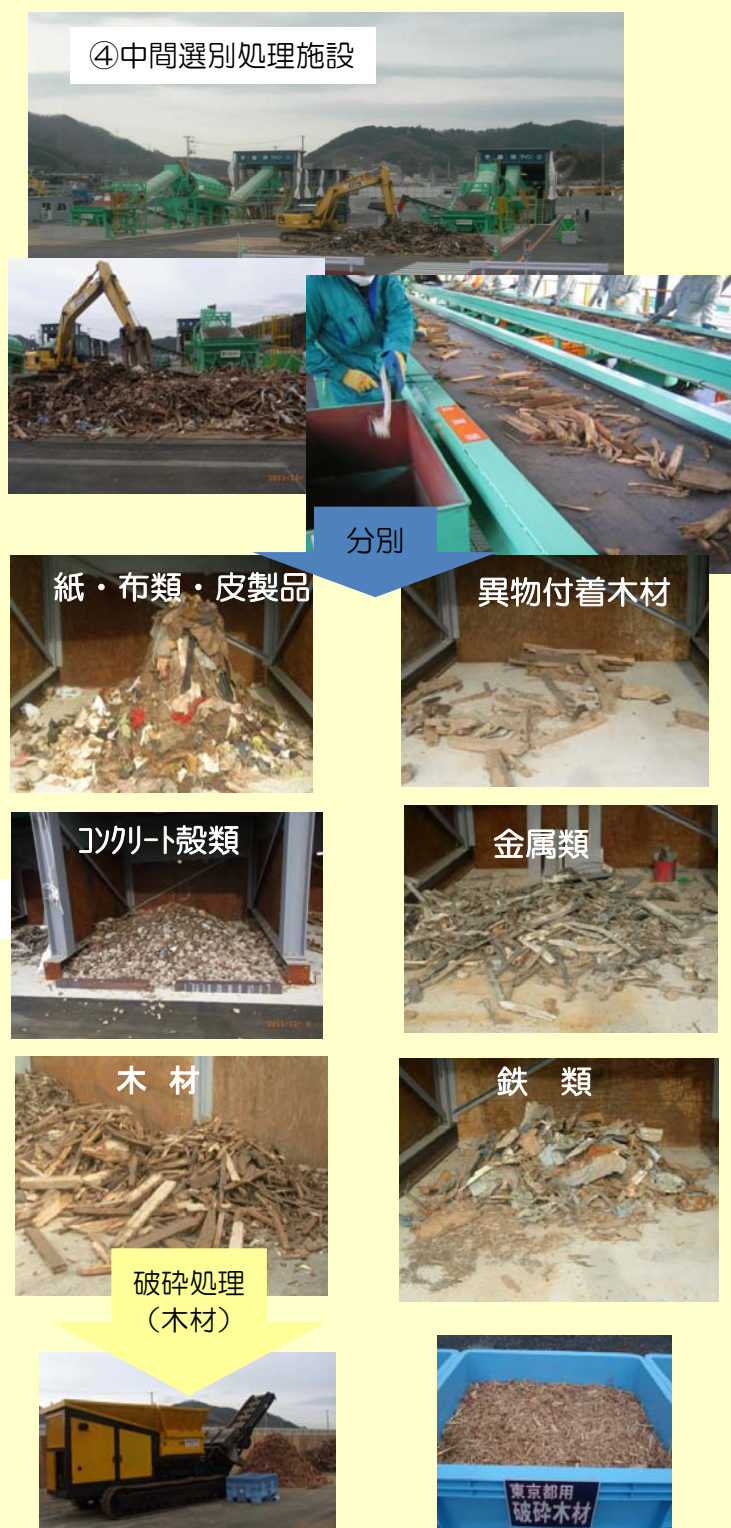 ④中間選別処理施設
分別
紙・布類・皮製品
異物付着木材
コンクリート殻類
金属類
木 材
鉄 類
破砕処理
（木材）
東京都用
破砕木材